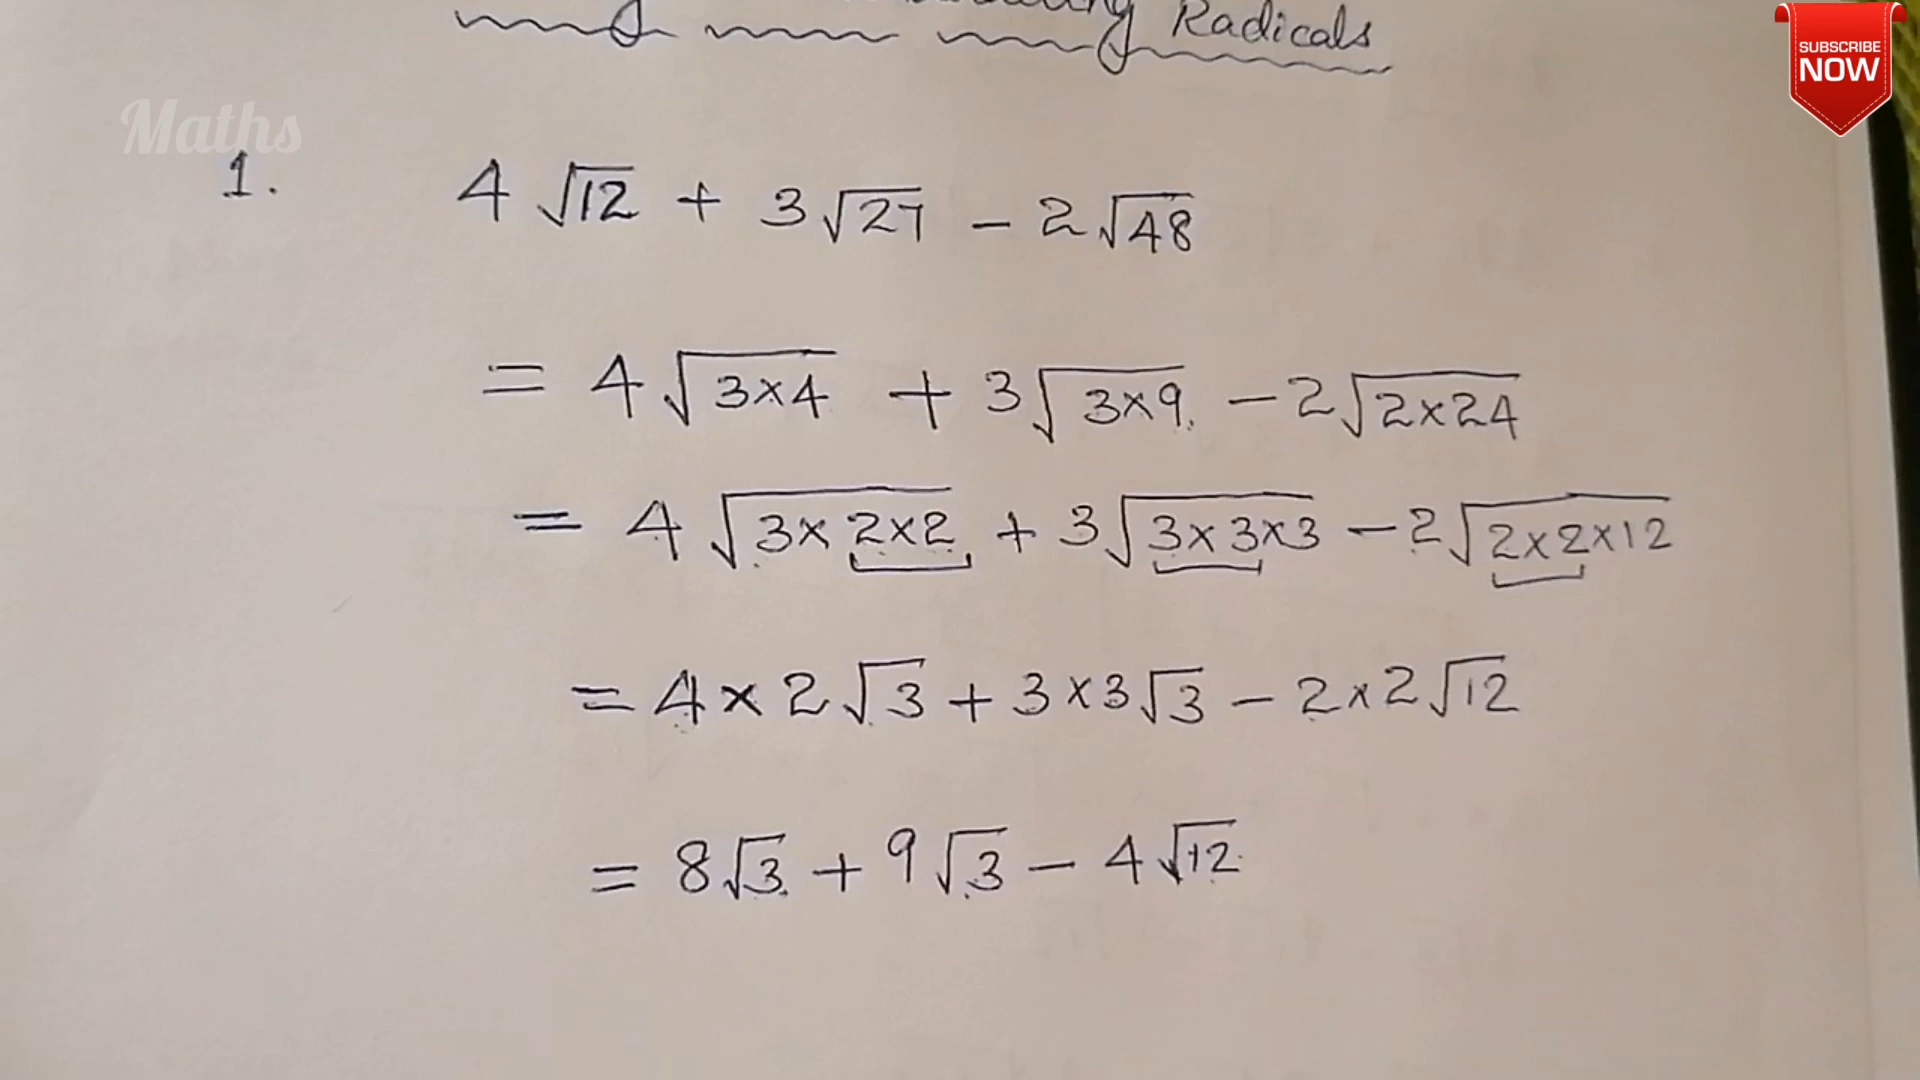 Radicals
SUBSCRIBE
NOW
Maths
1. 4√12 + 3√27 − 2√48
= 4√3×4 + 3√3×9 − 2√2×24
= 4√3×2×2 + 3√3×3×3 − 2√2×2×12
= 4×2√3 + 3×3√3 − 2×2√12
= 8√3 + 9√3 − 4√12